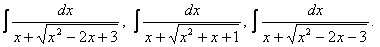 ∫ dx / (x + √(x² − 2x + 3)), ∫ dx / (x + √(x² + x + 1)), ∫ dx / (x + √(x² − 2x − 3)).